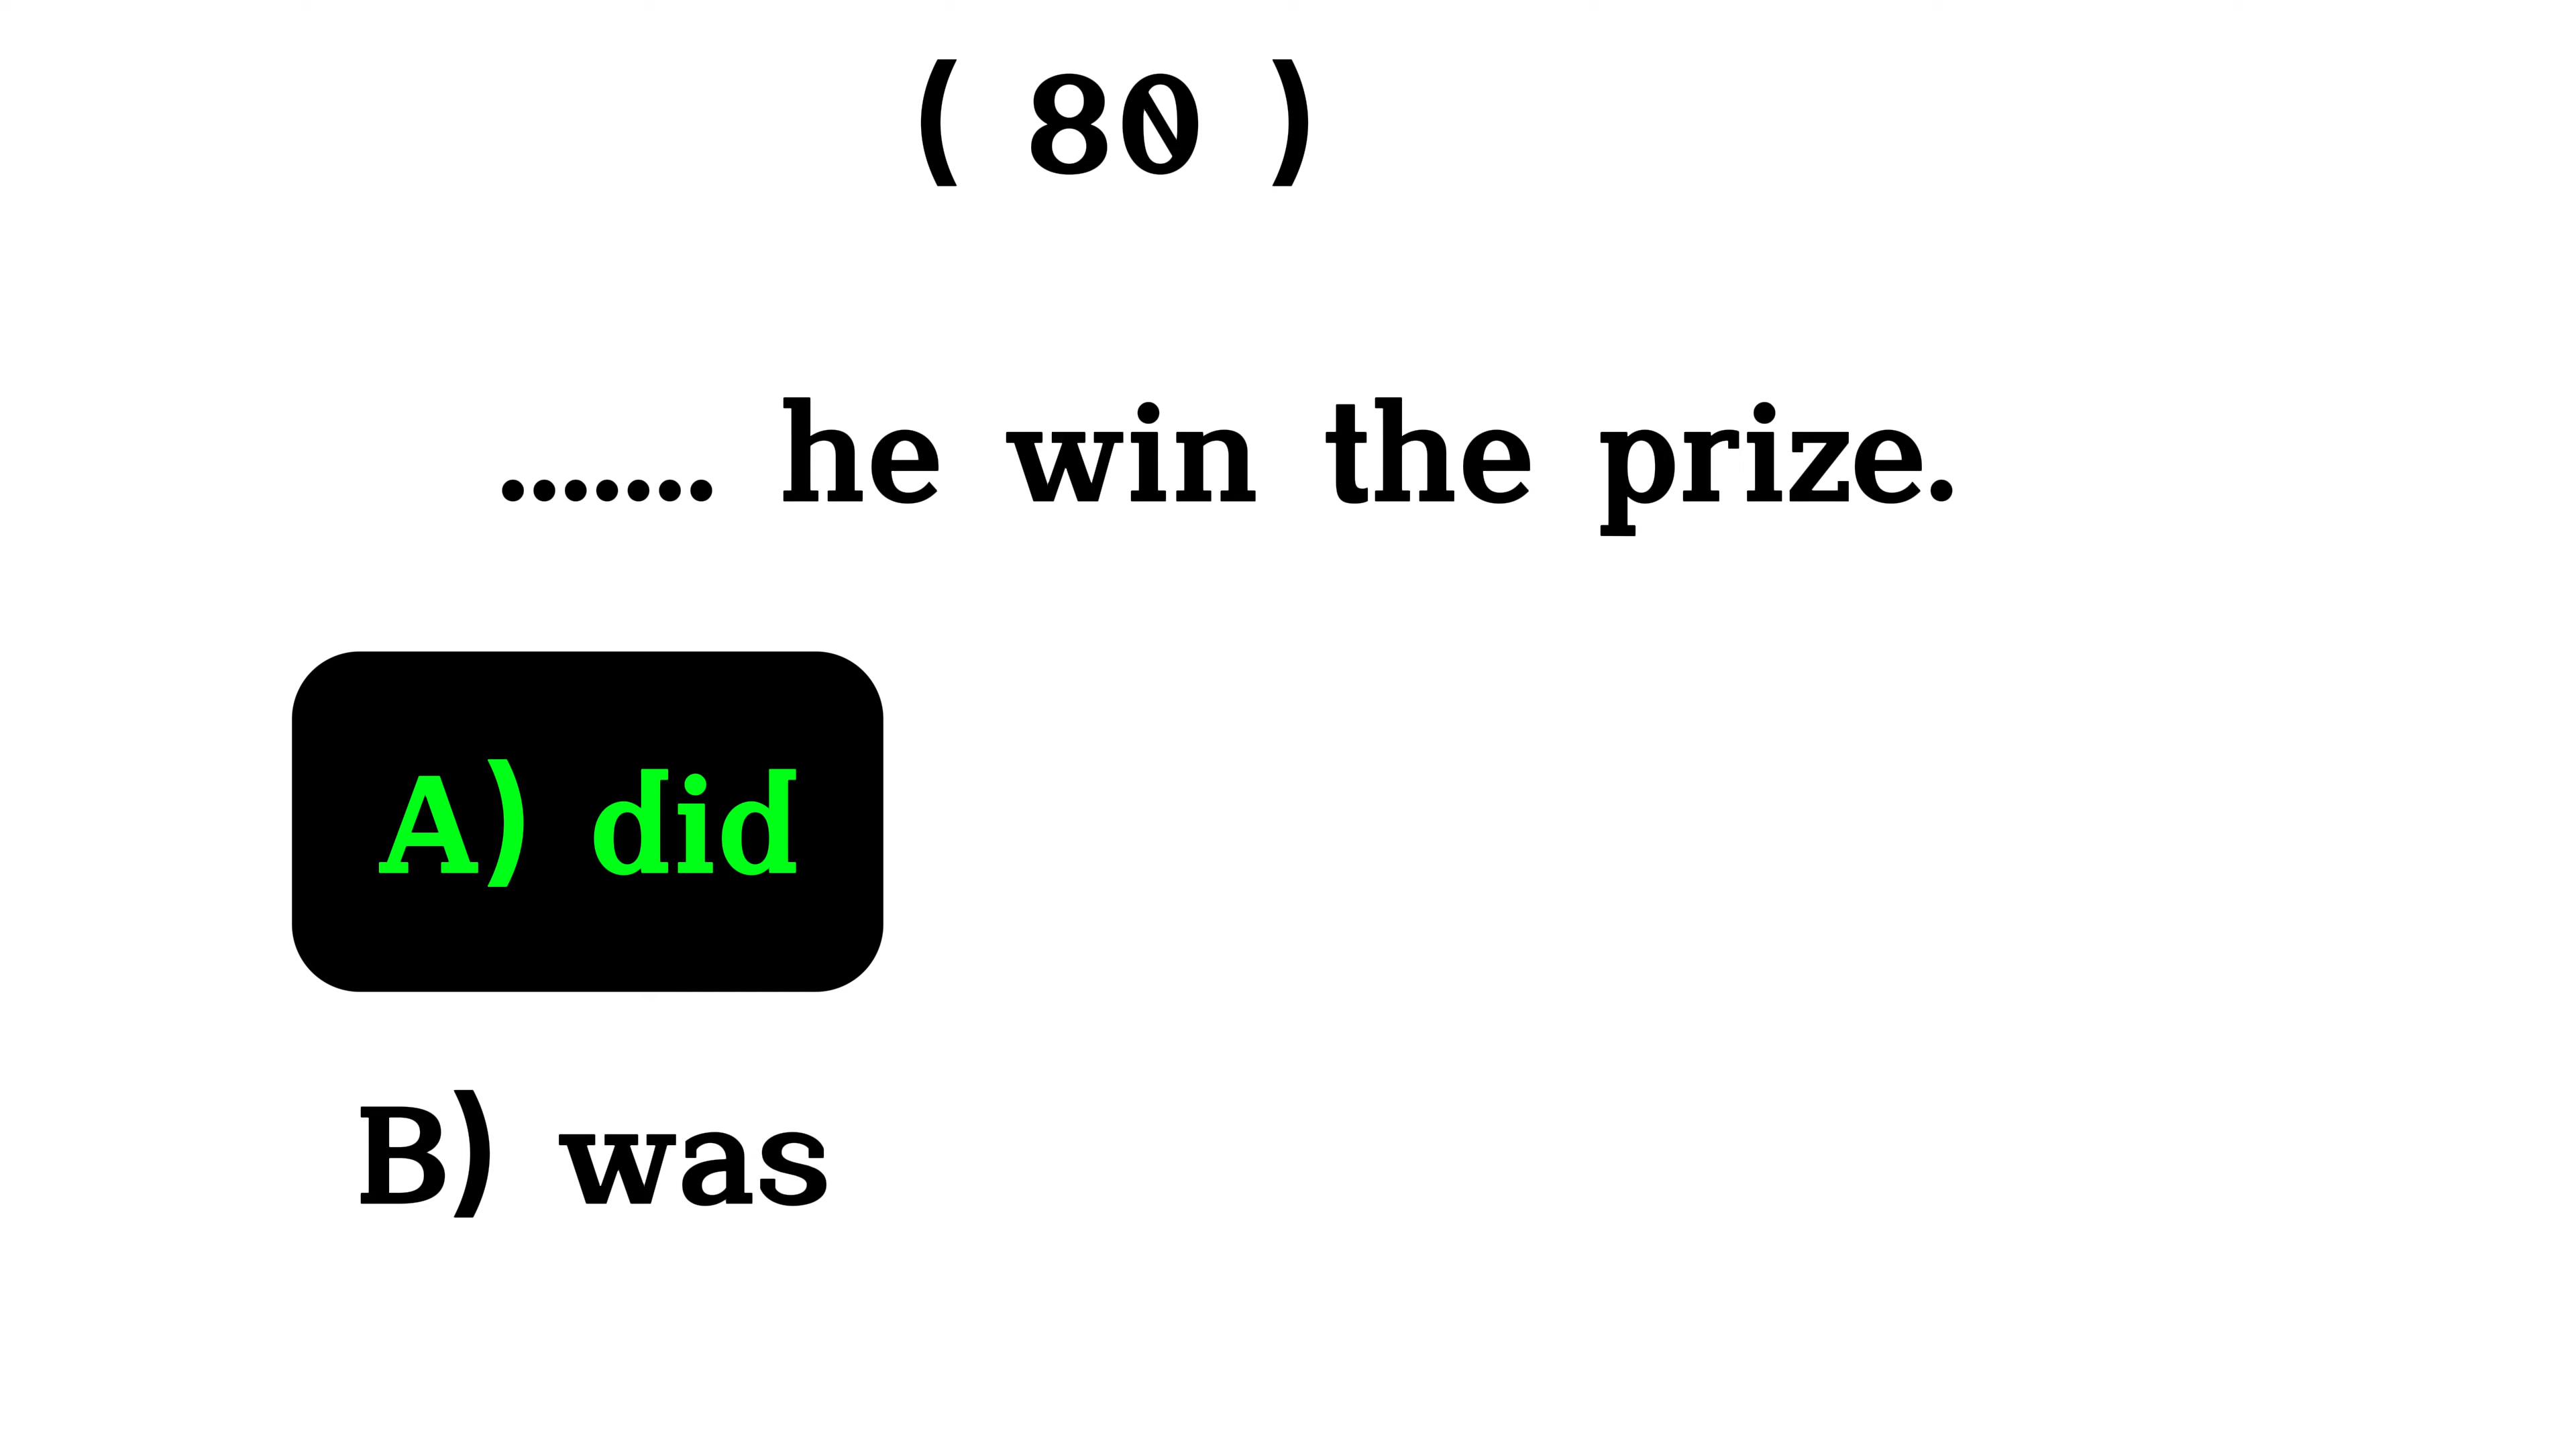 ( 80 )
....... he win the prize.
A) did
B) was